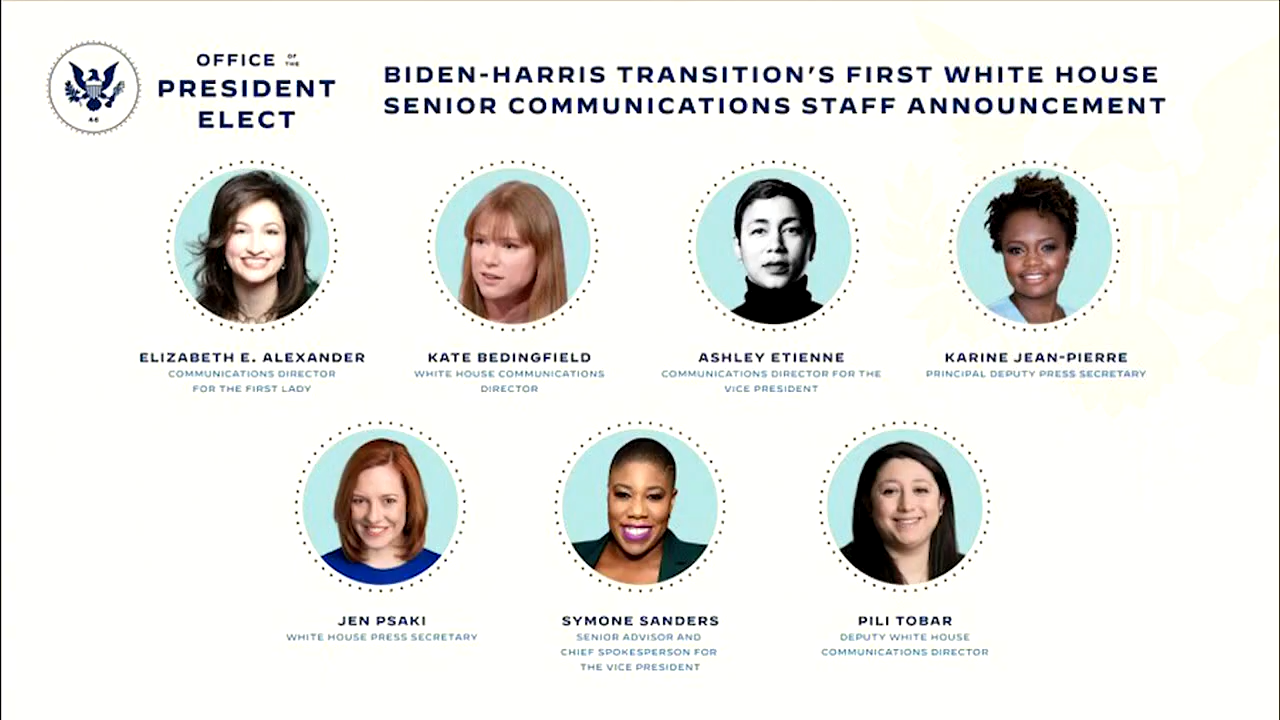 OFFICE OF THE
PRESIDENT
ELECT
46
BIDEN-HARRIS TRANSITION'S FIRST WHITE HOUSE
SENIOR COMMUNICATIONS STAFF ANNOUNCEMENT
ELIZABETH E. ALEXANDER
COMMUNICATIONS DIRECTOR
FOR THE FIRST LADY
KATE BEDINGFIELD
WHITE HOUSE COMMUNICATIONS
DIRECTOR
ASHLEY ETIENNE
COMMUNICATIONS DIRECTOR FOR THE
VICE PRESIDENT
KARINE JEAN-PIERRE
PRINCIPAL DEPUTY PRESS SECRETARY
JEN PSAKI
WHITE HOUSE PRESS SECRETARY
SYMONE SANDERS
SENIOR ADVISOR AND
CHIEF SPOKESPERSON FOR
THE VICE PRESIDENT
PILI TOBAR
DEPUTY WHITE HOUSE
COMMUNICATIONS DIRECTOR